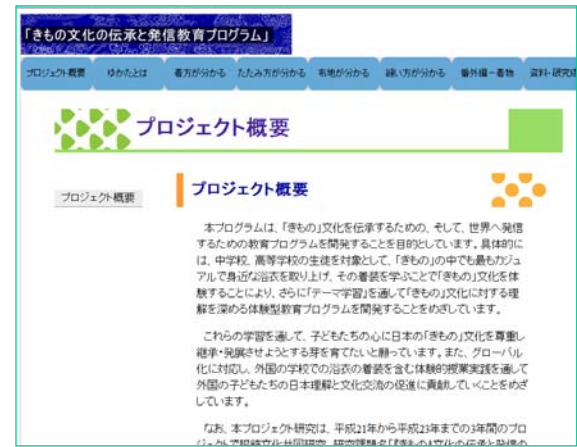 「きもの文化の伝承と発信教育プログラム」
プロジェクト概要 ゆかたとは 着方が分かる たたみ方が分かる 布地が分かる 縫い方が分かる 番外編-着物 資料・研究成
プロジェクト概要
プロジェクト概要
プロジェクト概要
本プログラムは、「きもの」文化を伝承するための、そして、世界へ発信
するための教育プログラムを開発することを目的としています。具体的に
は、中学校、高等学校の生徒を対象として、「きもの」の中でも最もカジュ
アルで身近な浴衣を取り上げ、その着装を学ぶことで「きもの」文化を体
験することにより、さらに「テーマ学習」を通して「きもの」文化に対する理
解を深める体験型教育プログラムを開発することをめざしています。
これらの学習を通して、子どもたちの心に日本の「きもの」文化を尊重し
継承・発展させようとする芽を育てたいと願っています。また、グローバル
化に対応し、外国の学校での浴衣の着装を含む体験的授業実践を通して
外国の子どもたちの日本理解と文化交流の促進に貢献していくことをめざ
しています。
なお、本プロジェクト研究は、平成21年から平成23年までの3年間のプロ